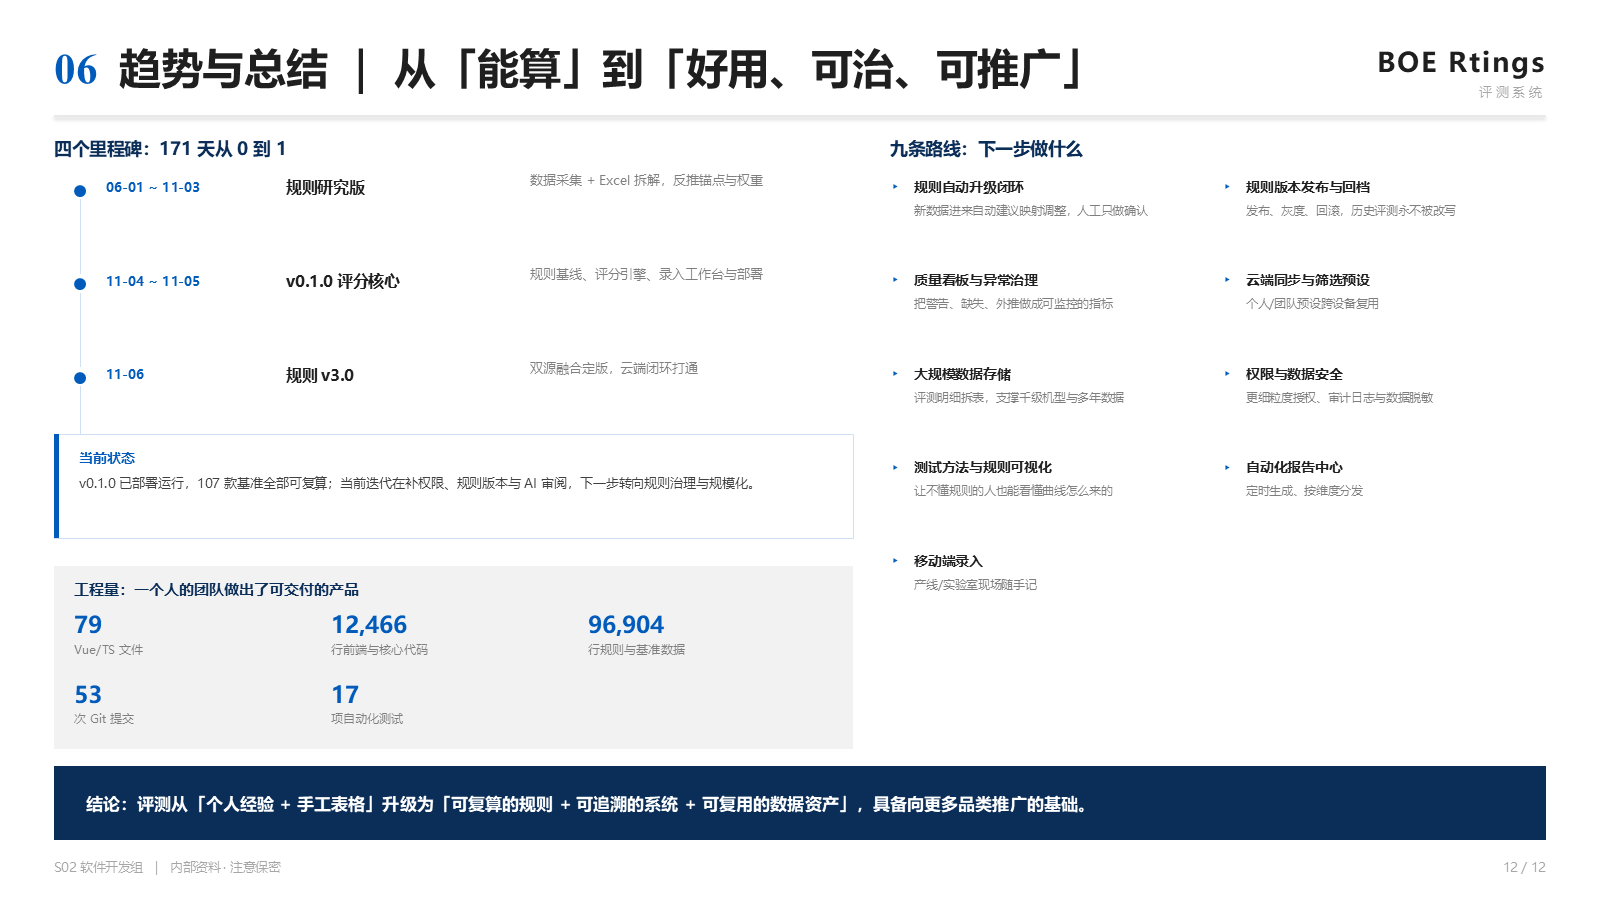 06 趋势与总结 | 从「能算」到「好用、可治、可推广」
BOE Rtings
评测系统
四个里程碑：171 天从 0 到 1
06-01 ~ 11-03
规则研究版
数据采集 + Excel 拆解，反推锚点与权重
11-04 ~ 11-05
v0.1.0 评分核心
规则基线、评分引擎、录入工作台与部署
11-06
规则 v3.0
双源融合定版，云端闭环打通
当前状态
v0.1.0 已部署运行，107 款基准全部可复算；当前迭代在补权限、规则版本与 AI 审阅，下一步转向规则治理与规模化。
工程量：一个人的团队做出了可交付的产品
79
Vue/TS 文件
12,466
行前端与核心代码
96,904
行规则与基准数据
53
次 Git 提交
17
项自动化测试
九条路线：下一步做什么
规则自动升级闭环
新数据进来自动建议映射调整，人工只做确认
规则版本发布与回档
发布、灰度、回滚，历史评测永不被改写
质量看板与异常治理
把警告、缺失、外推做成可监控的指标
云端同步与筛选预设
个人/团队预设跨设备复用
大规模数据存储
评测明细拆表，支撑千级机型与多年数据
权限与数据安全
更细粒度授权、审计日志与数据脱敏
测试方法与规则可视化
让不懂规则的人也能看懂曲线怎么来的
自动化报告中心
定时生成、按维度分发
移动端录入
产线/实验室现场随手记
结论：评测从「个人经验 + 手工表格」升级为「可复算的规则 + 可追溯的系统 + 可复用的数据资产」，具备向更多品类推广的基础。
S02 软件开发组 | 内部资料 · 注意保密
12 / 12